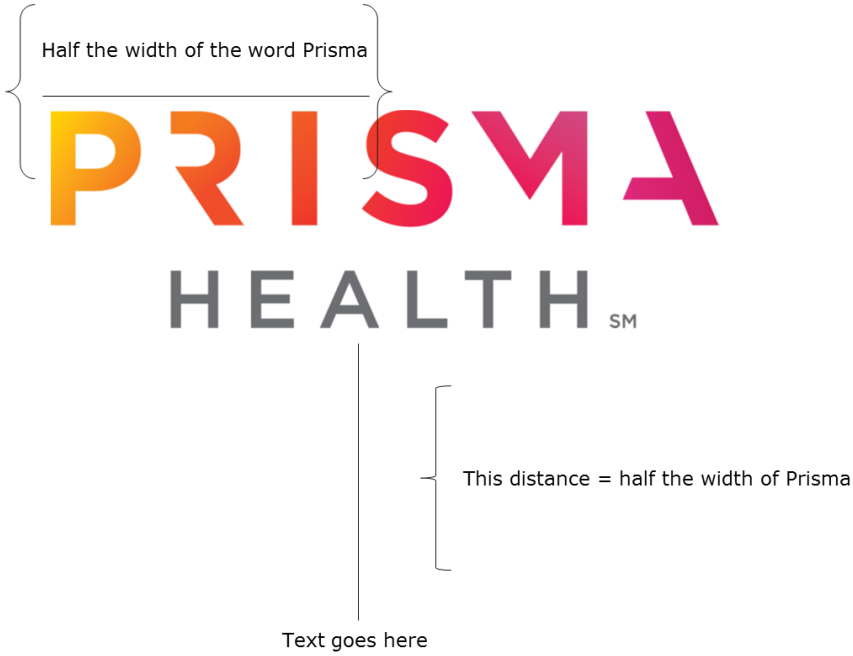 Half the width of the word Prisma
PRISMA
HEALTH SM
This distance = half the width of Prisma
Text goes here